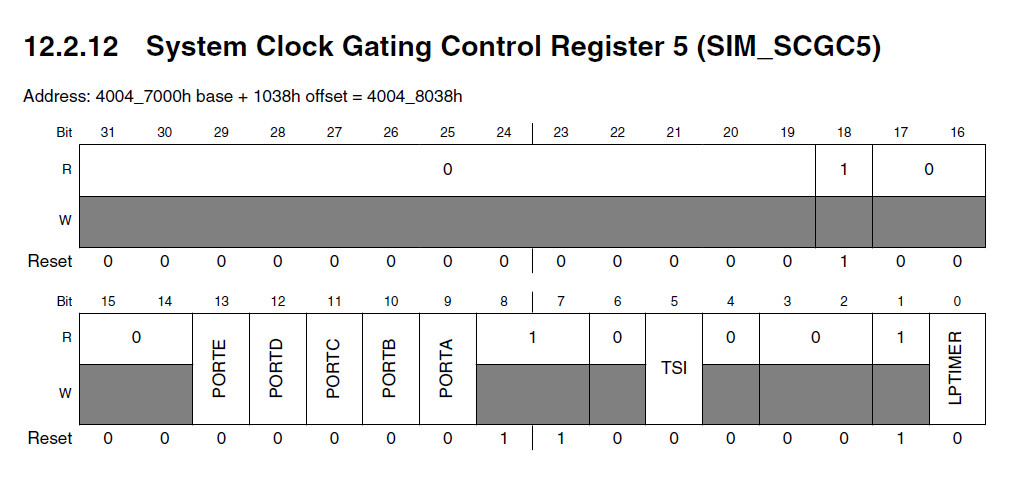 12.2.12 System Clock Gating Control Register 5 (SIM_SCGC5)
Address: 4004_7000h base + 1038h offset = 4004_8038h
Bit 31 30 29 28 27 26 25 24 23 22 21 20 19 18 17 16
R 0 1 0
W
Reset 0 0 0 0 0 0 0 0 0 0 0 0 0 1 0 0
Bit 15 14 13 12 11 10 9 8 7 6 5 4 3 2 1 0
R 0 PORTE PORTD PORTC PORTB PORTA 1 0 TSI 0 0 1 LPTIMER
W
Reset 0 0 0 0 0 0 0 1 1 0 0 0 0 0 1 0